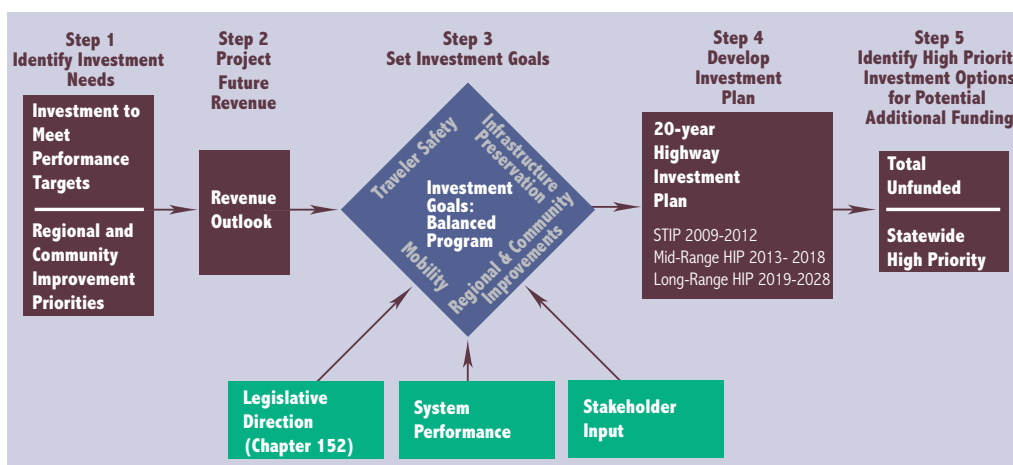 Step 1
Identify Investment
Needs
Investment to
Meet
Performance
Targets
Regional and
Community
Improvement
Priorities
Step 2
Project
Future
Revenue
Revenue
Outlook
Step 3
Set Investment Goals
Traveler Safety
Infrastructure
Preservation
Investment
Goals:
Balanced
Program
Mobility
Regional & Community
Improvements
Step 4
Develop
Investment
Plan
20-year
Highway
Investment
Plan
STIP 2009-2012
Mid-Range HIP 2013- 2018
Long-Range HIP 2019-2028
Step 5
Identify High Priorit
Investment Options
for Potential
Additional Funding
Total
Unfunded
Statewide
High Priority
Legislative
Direction
(Chapter 152)
System
Performance
Stakeholder
Input